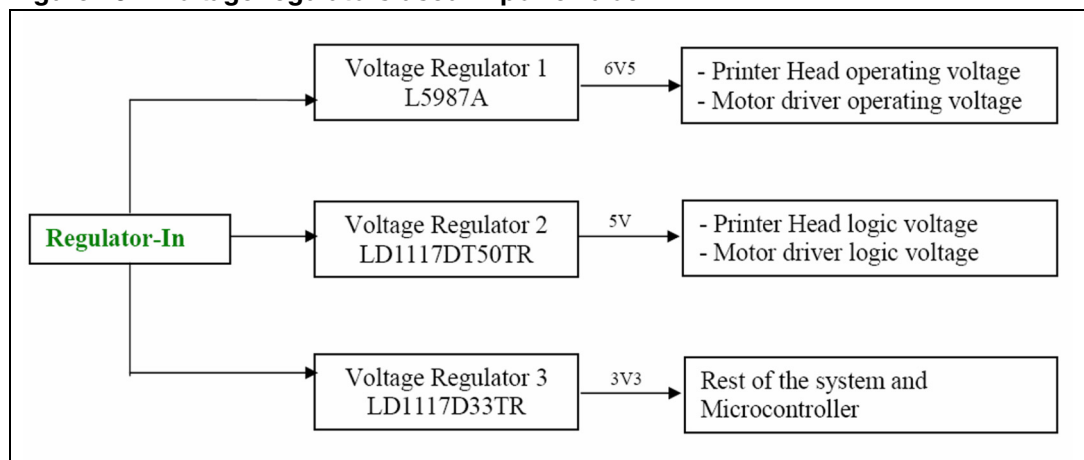 Voltage Regulator 1
L5987A
6V5
- Printer Head operating voltage
- Motor driver operating voltage
Regulator-In
Voltage Regulator 2
LD1117DT50TR
5V
- Printer Head logic voltage
- Motor driver logic voltage
Voltage Regulator 3
LD1117D33TR
3V3
Rest of the system and
Microcontroller